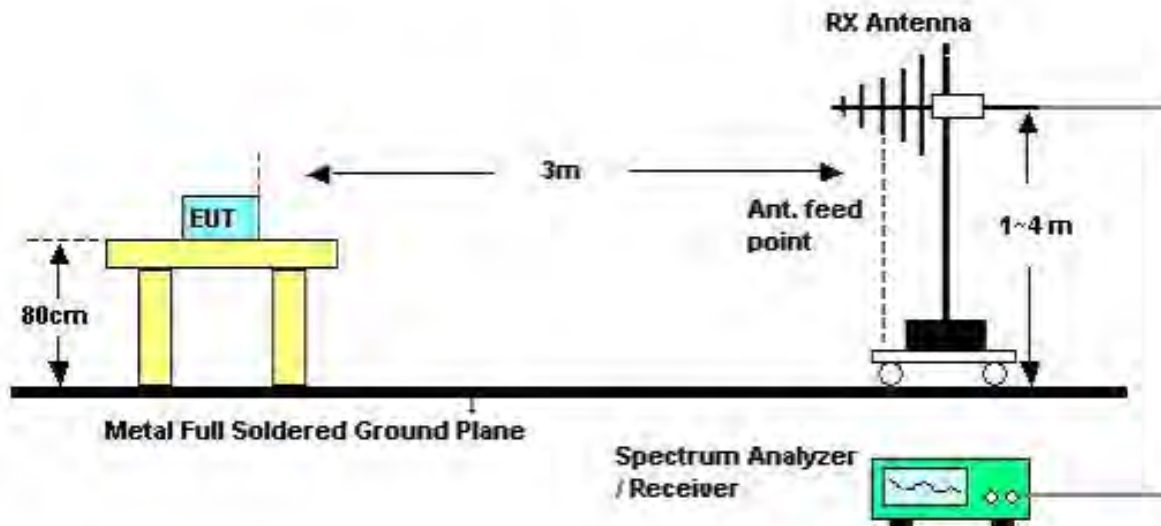 RX Antenna
3m
EUT
Ant. feed
point
1~4 m
80cm
Metal Full Soldered Ground Plane
Spectrum Analyzer
/ Receiver